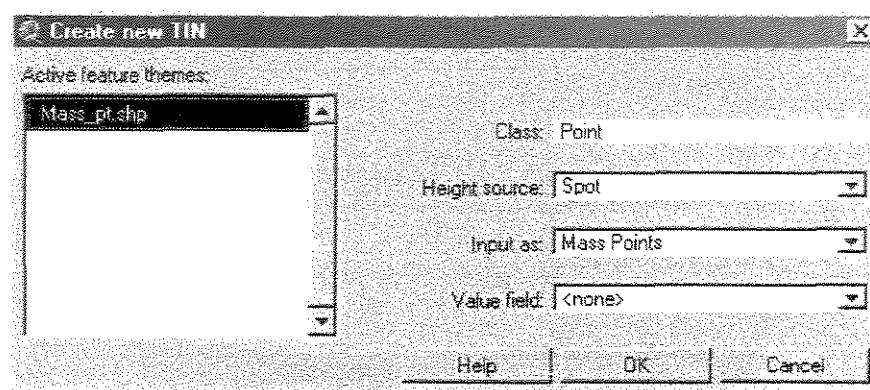 Create new TIN
Active feature themes:
Mass_pt.shp
Class: Point
Height source: Spot
Input as: Mass Points
Value field: <none>
Help OK Cancel